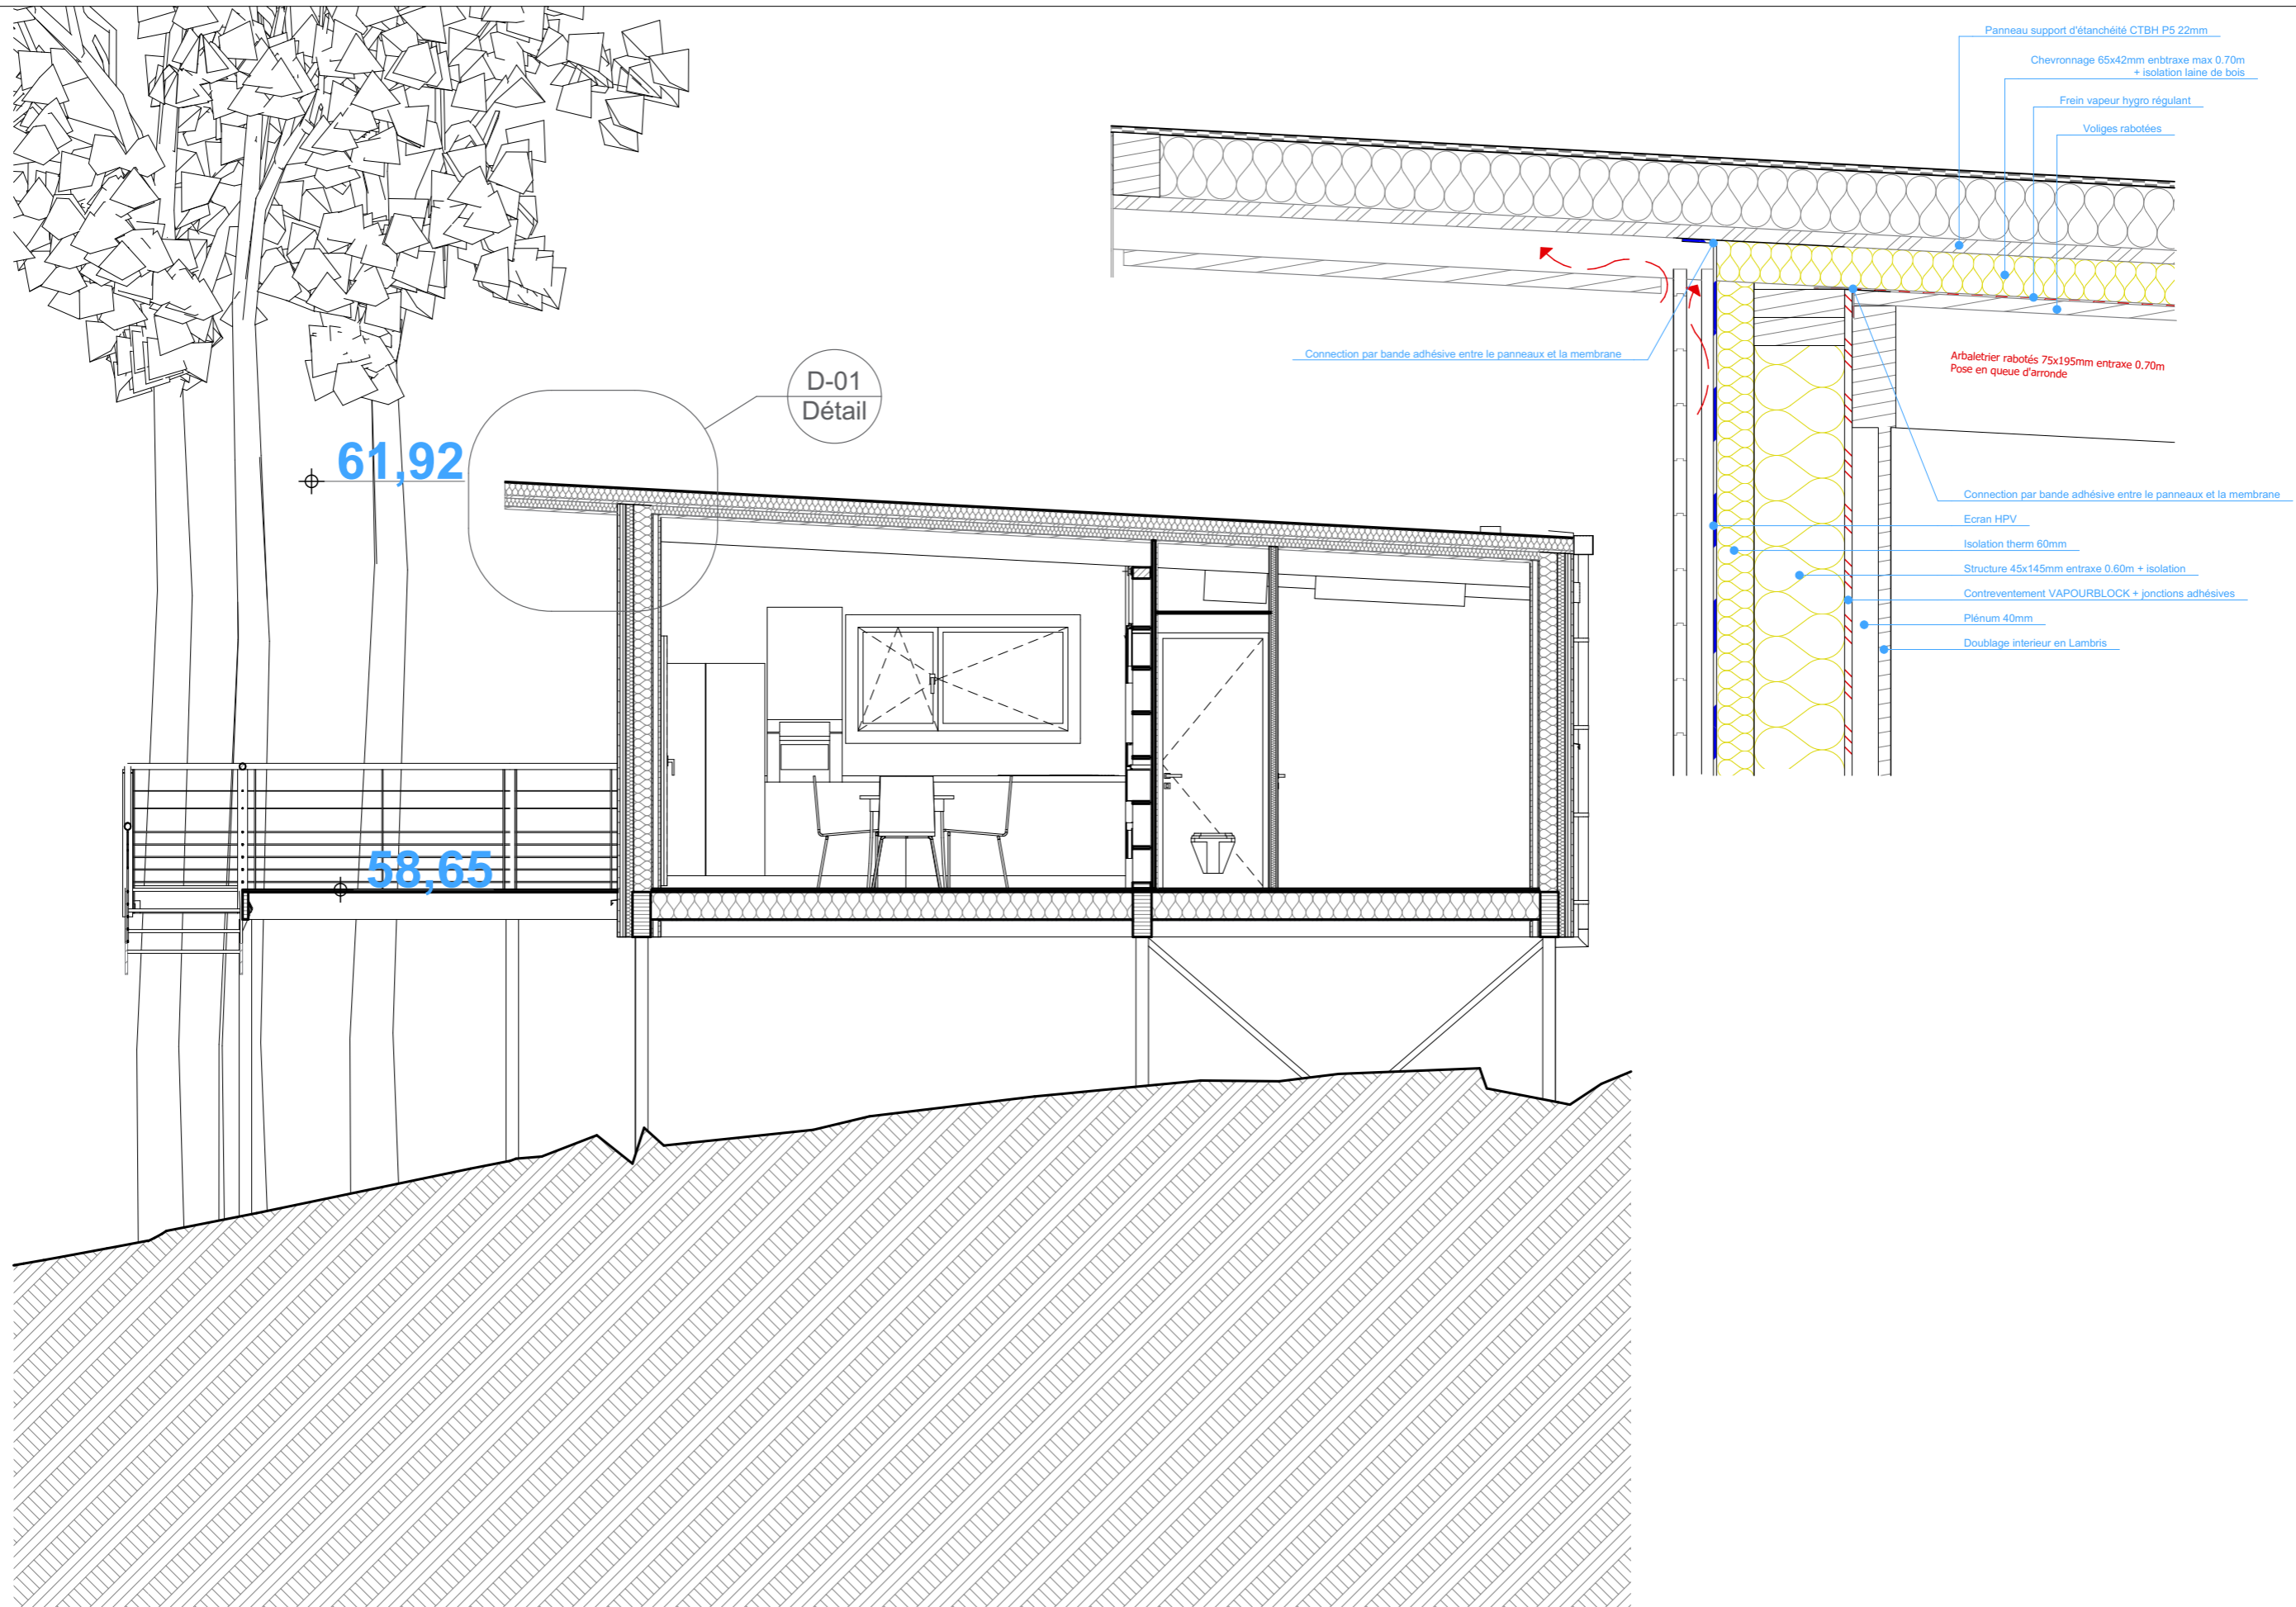 Panneau support d'étanchéité CTBH P5 22mm
Chevronnage 65x42mm enbtraxe max 0.70m
+ isolation laine de bois
Frein vapeur hygro régulant
Voliges rabotées
Connection par bande adhésive entre le panneaux et la membrane
Arbaletrier rabotés 75x195mm entraxe 0.70m
Pose en queue d'arronde
D-01
Détail
61,92
Connection par bande adhésive entre le panneaux et la membrane
Ecran HPV
Isolation therm 60mm
Structure 45x145mm entraxe 0.60m + isolation
Contreventement VAPOURBLOCK + jonctions adhésives
Plénum 40mm
Doublage interieur en Lambris
58,65